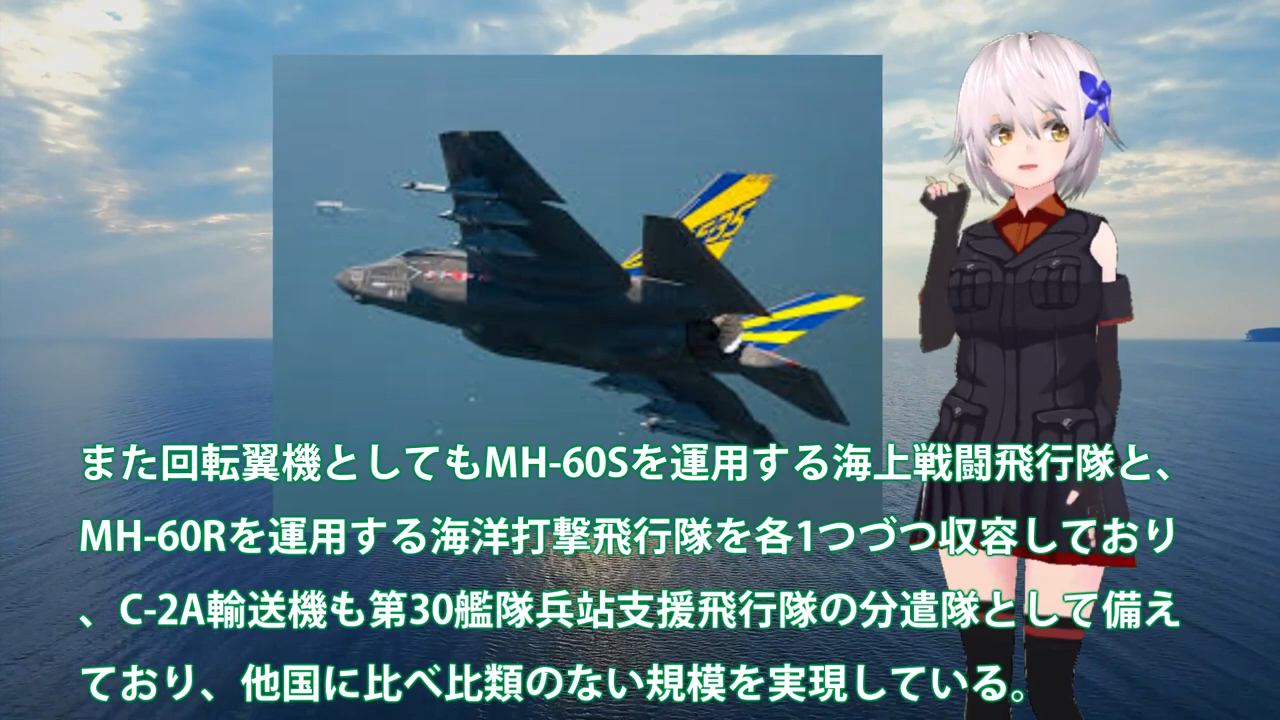 また回転翼機としてもMH-60Sを運用する海上戦闘飛行隊と、
MH-60Rを運用する海洋打撃飛行隊を各1つづつ収容しており
、C-2A輸送機も第30艦隊兵站支援飛行隊の分遣隊として備え
ており、他国に比べ比類のない規模を実現している。